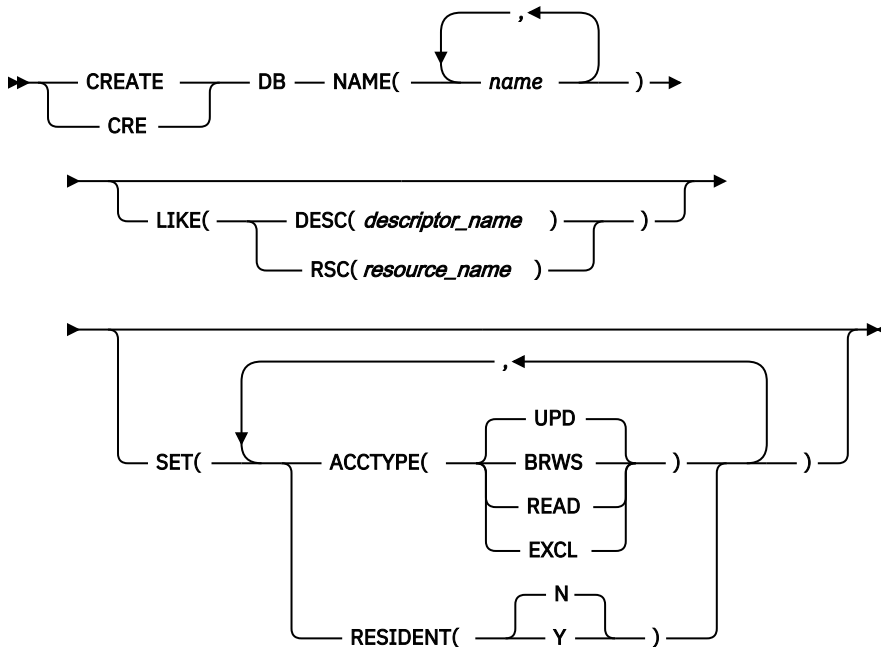 ,
CREATE DB NAME( name )
CRE
LIKE( DESC( descriptor_name ) )
RSC( resource_name )
,
UPD
SET( ACCTYPE( BRWS ) )
READ
EXCL
N
RESIDENT( Y )